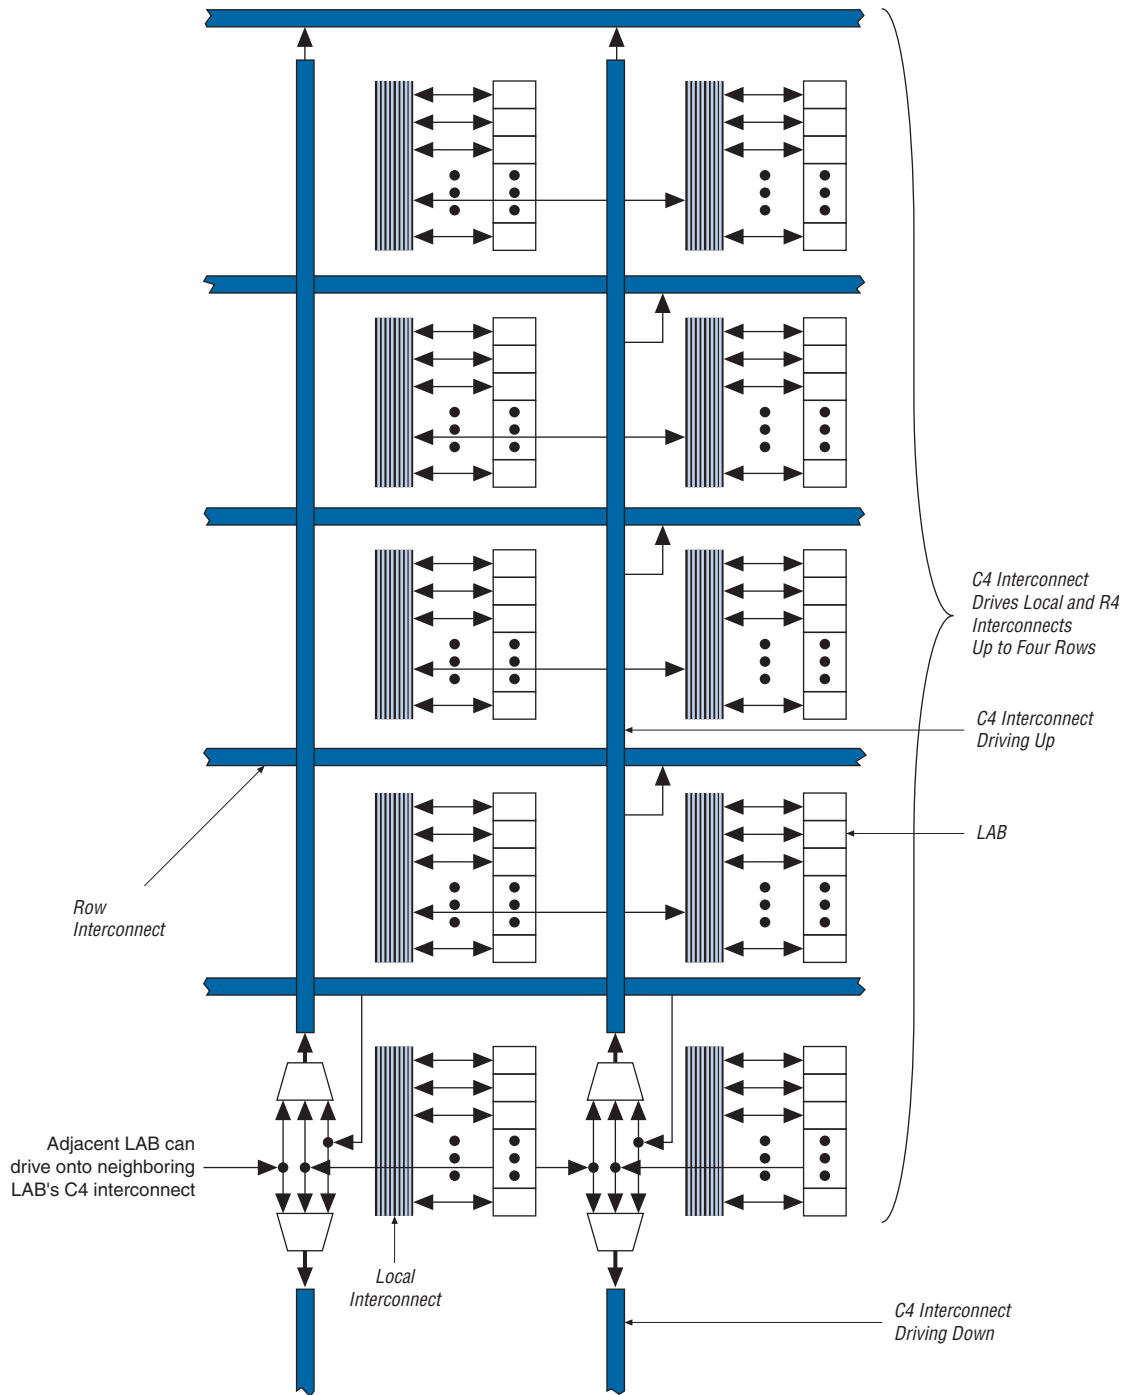 C4 Interconnect
Drives Local and R4
Interconnects
Up to Four Rows
C4 Interconnect
Driving Up
LAB
Row
Interconnect
Adjacent LAB can
drive onto neighboring
LAB's C4 interconnect
Local
Interconnect
C4 Interconnect
Driving Down